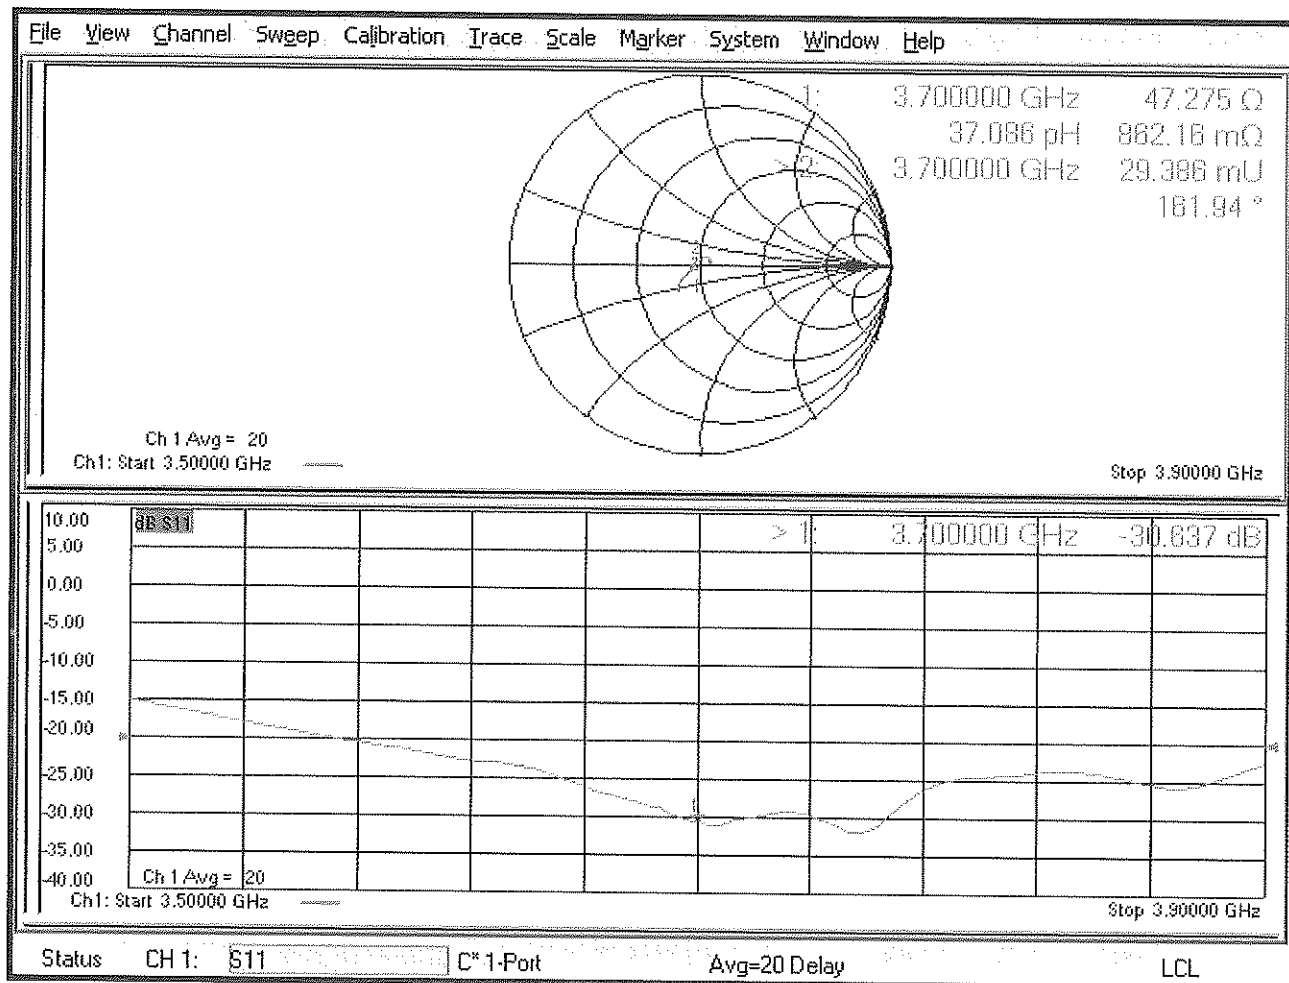 File View Channel Sweep Calibration Trace Scale Marker System Window Help
1: 3.700000 GHz 47.275 Ω
37.086 pH 862.16 mΩ
> 2: 3.700000 GHz 29.386 mU
161.94 °
Ch 1 Avg = 20
Ch1: Start 3.50000 GHz
Stop 3.90000 GHz
10.00
5.00
0.00
-5.00
-10.00
-15.00
-20.00
-25.00
-30.00
-35.00
-40.00
dB S11
> 1: 3.700000 GHz -30.637 dB
Ch 1 Avg = 20
Ch1: Start 3.50000 GHz
Stop 3.90000 GHz
Status CH 1: S11 C* 1-Port Avg=20 Delay LCL